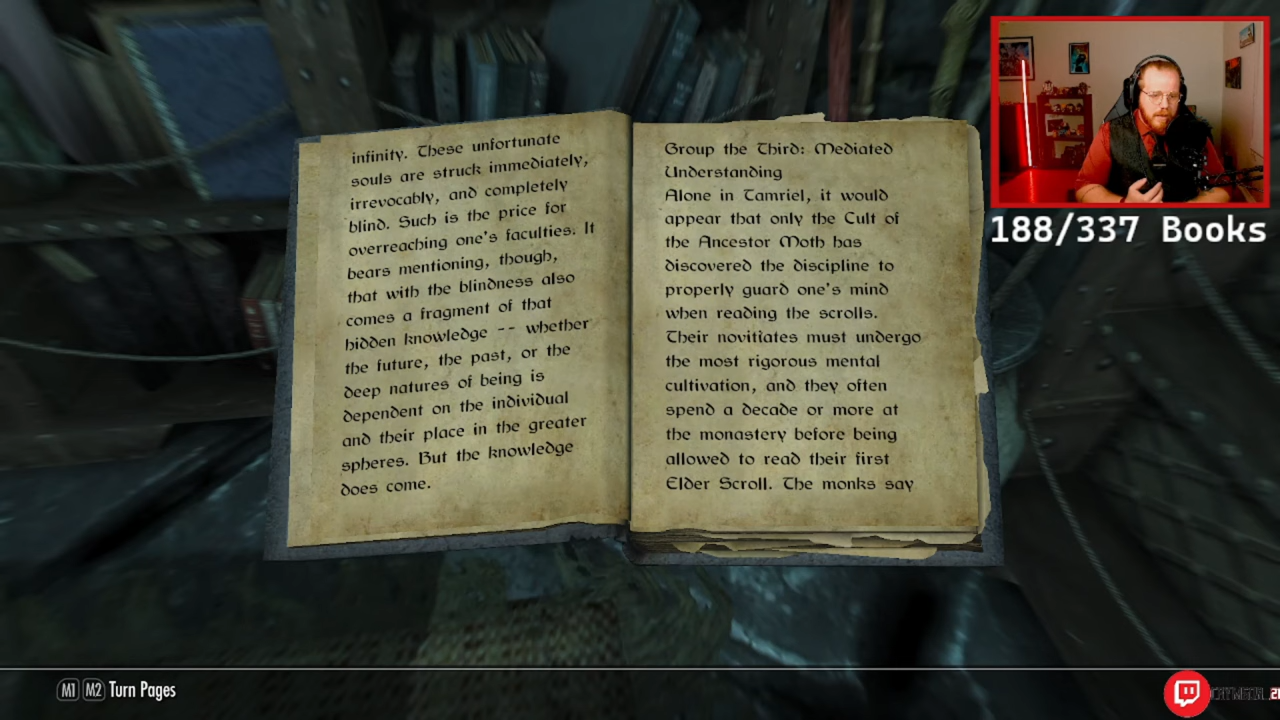 infinity. These unfortunate
souls are struck immediately,
irrevocably, and completely
blind. Such is the price for
overreaching one's faculties. It
bears mentioning, though,
that with the blindness also
comes a fragment of that
hidden knowledge -- whether
the future, the past, or the
deep natures of being is
dependent on the individual
and their place in the greater
spheres. But the knowledge
does come.
Group the Third: Mediated
Understanding
Alone in Tamriel, it would
appear that only the Cult of
the Ancestor Moth has
discovered the discipline to
properly guard one's mind
when reading the scrolls.
Their novitiates must undergo
the most rigorous mental
cultivation, and they often
spend a decade or more at
the monastery before being
allowed to read their first
Elder Scroll. The monks say
188/337 Books
M1 M2 Turn Pages